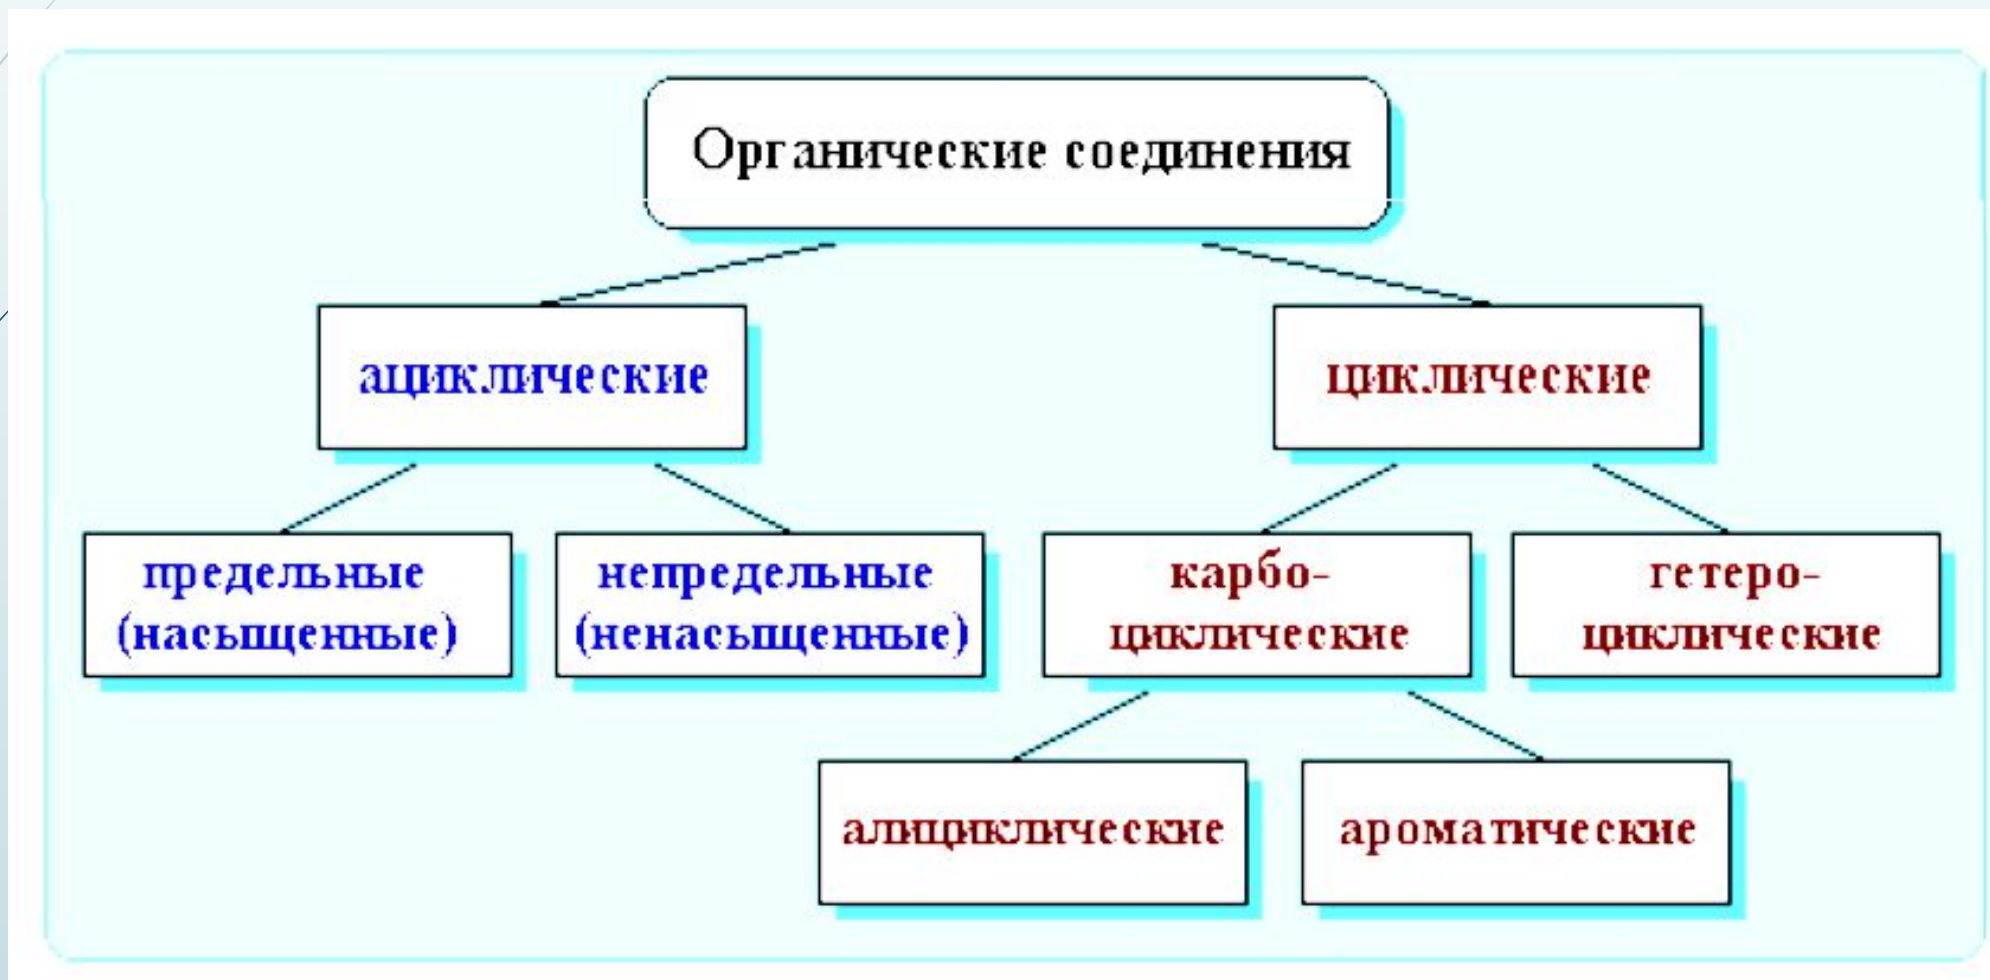 Органические соединения
ациклические
циклические
предельные
(насыщенные)
непредельные
(ненасыщенные)
карбо-
циклические
гетеро-
циклические
алициклические
ароматические